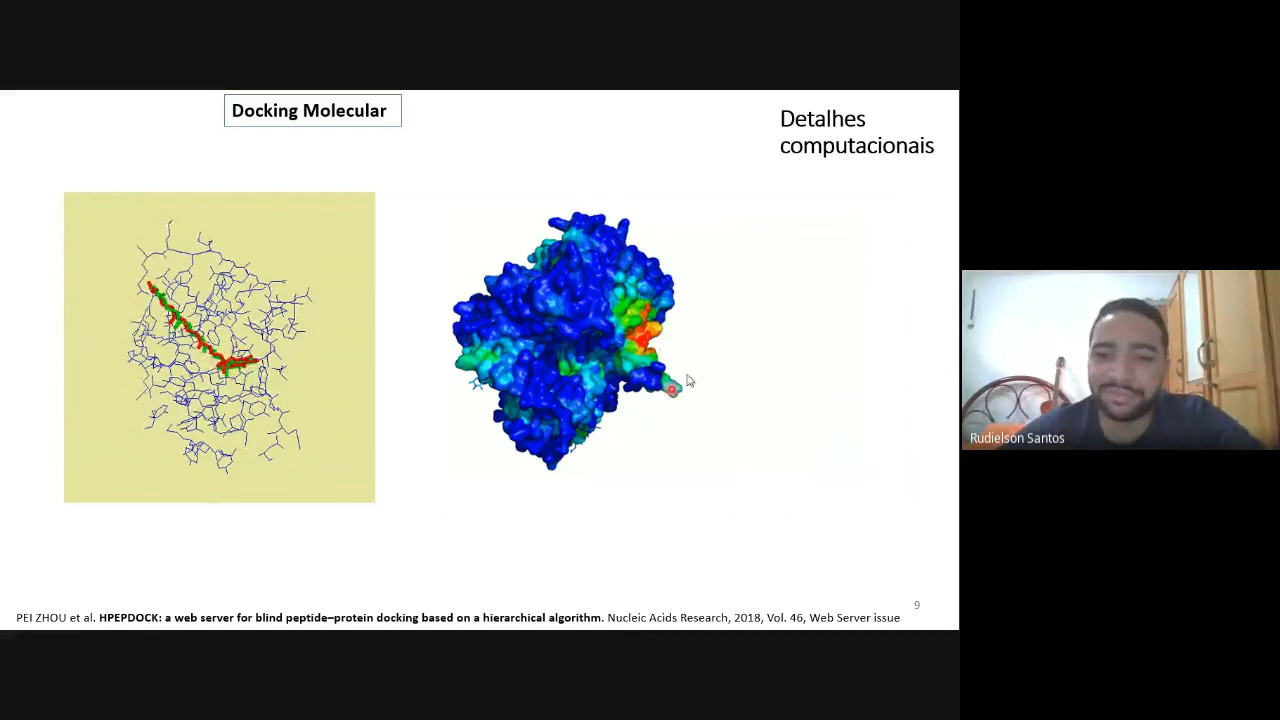 Docking Molecular
Detalhes
computacionais
Rudielson Santos
9
PEI ZHOU et al. HPEPDOCK: a web server for blind peptide–protein docking based on a hierarchical algorithm. Nucleic Acids Research, 2018, Vol. 46, Web Server issue